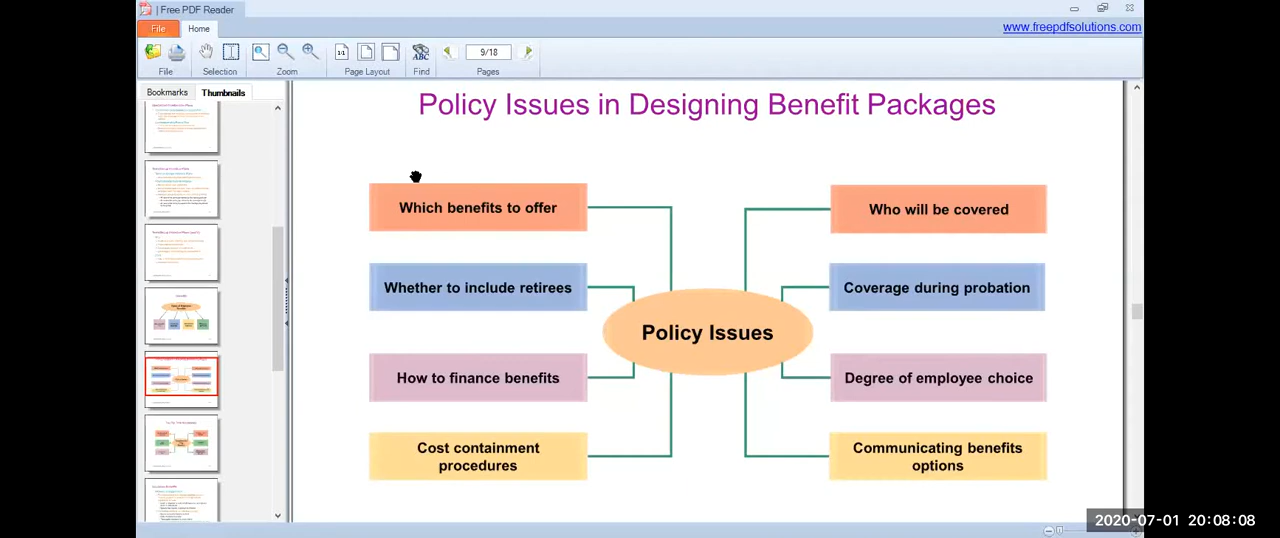 Free PDF Reader
File
Home
www.freepdfsolutions.com
1:1
ABC
9/18
File
Selection
Zoom
Page Layout
Find
Pages
Bookmarks
Thumbnails
Policy Issues in Designing Benefit Packages
Which benefits to offer
Who will be covered
Whether to include retirees
Coverage during probation
Policy Issues
How to finance benefits
Degree of employee choice
Cost containment
procedures
Communicating benefits
options
2020-07-01 20:08:08